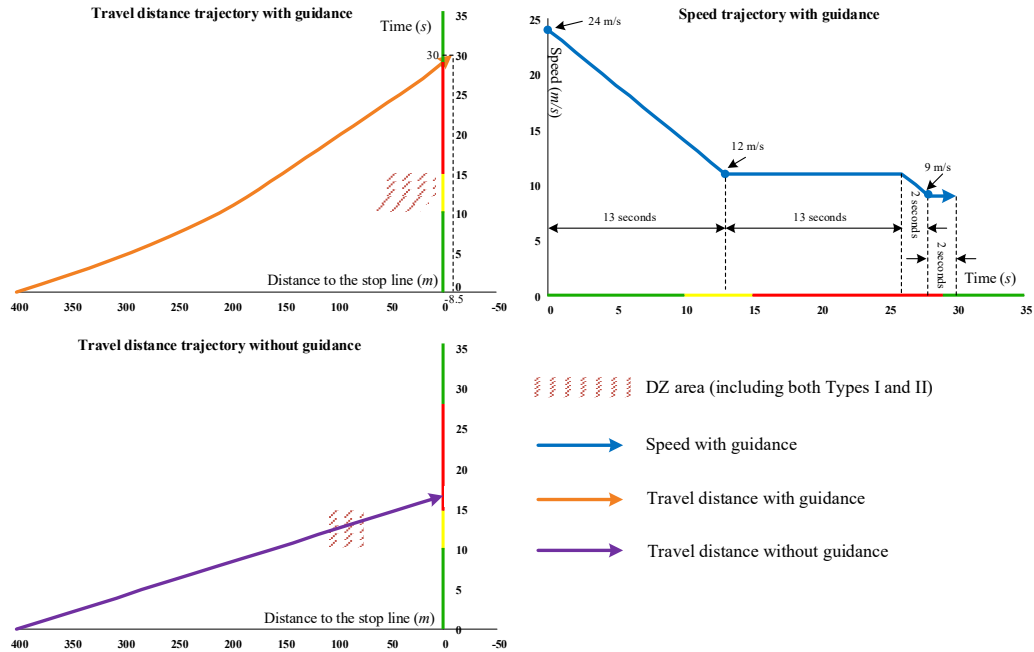 Travel distance trajectory with guidance
Time (s)
35
30
30
25
20
15
10
5
0
Distance to the stop line (m)
400
350
300
250
200
150
100
50
0
-8.5
-50
Speed trajectory with guidance
25
20
15
10
5
0
Speed (m/s)
24 m/s
12 m/s
9 m/s
13 seconds
13 seconds
2 seconds
2 seconds
Time (s)
0
5
10
15
20
25
30
35
Travel distance trajectory without guidance
35
30
25
20
15
10
5
0
Distance to the stop line (m)
400
350
300
250
200
150
100
50
0
-50
DZ area (including both Types I and II)
Speed with guidance
Travel distance with guidance
Travel distance without guidance